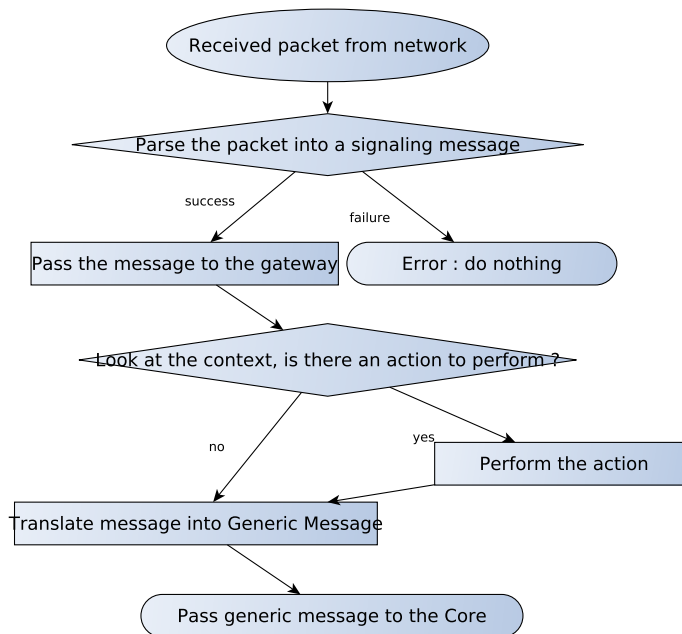 Received packet from network
Parse the packet into a signaling message
success
failure
Pass the message to the gateway
Error : do nothing
Look at the context, is there an action to perform ?
no
yes
Perform the action
Translate message into Generic Message
Pass generic message to the Core